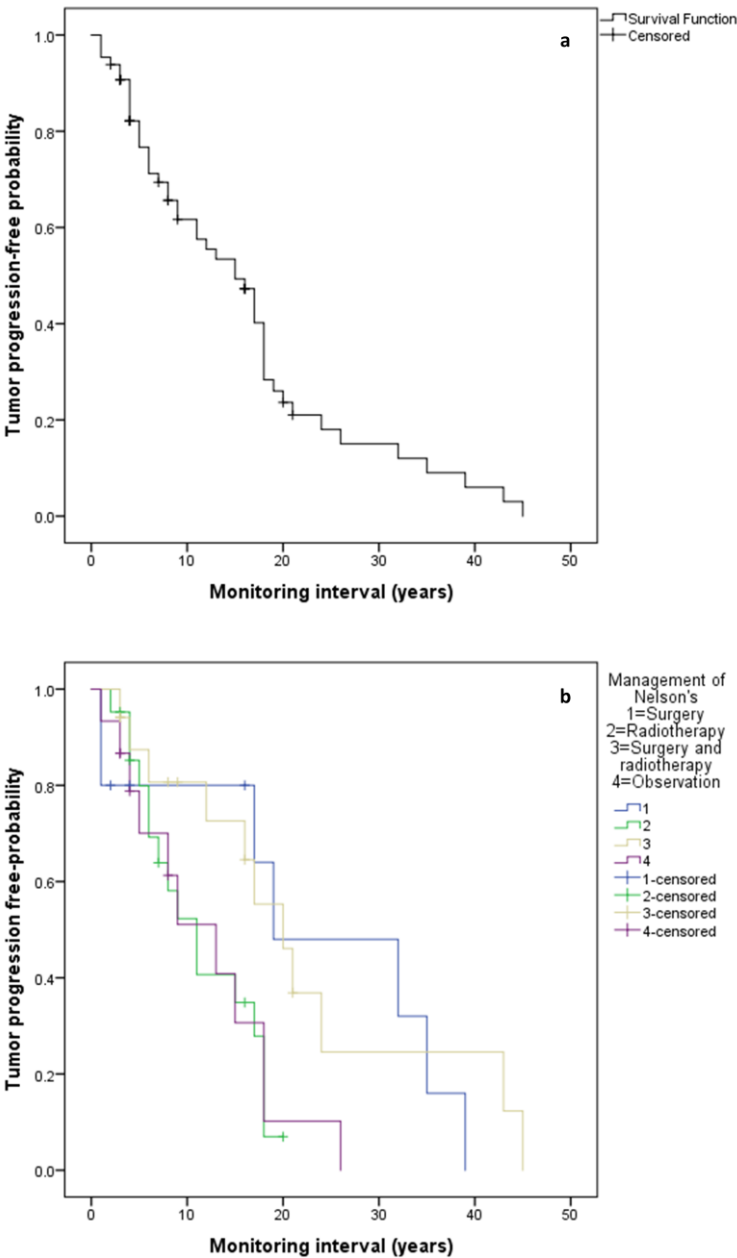 a
Survival Function
Censored
Tumor progression-free probability
1.0
0.8
0.6
0.4
0.2
0.0
0 10 20 30 40 50
Monitoring interval (years)
b
Management of
Nelson's
1=Surgery
2=Radiotherapy
3=Surgery and
radiotherapy
4=Observation
1
2
3
4
1-censored
2-censored
3-censored
4-censored
Tumor progression free-probability
1.0
0.8
0.6
0.4
0.2
0.0
0 10 20 30 40 50
Monitoring interval (years)